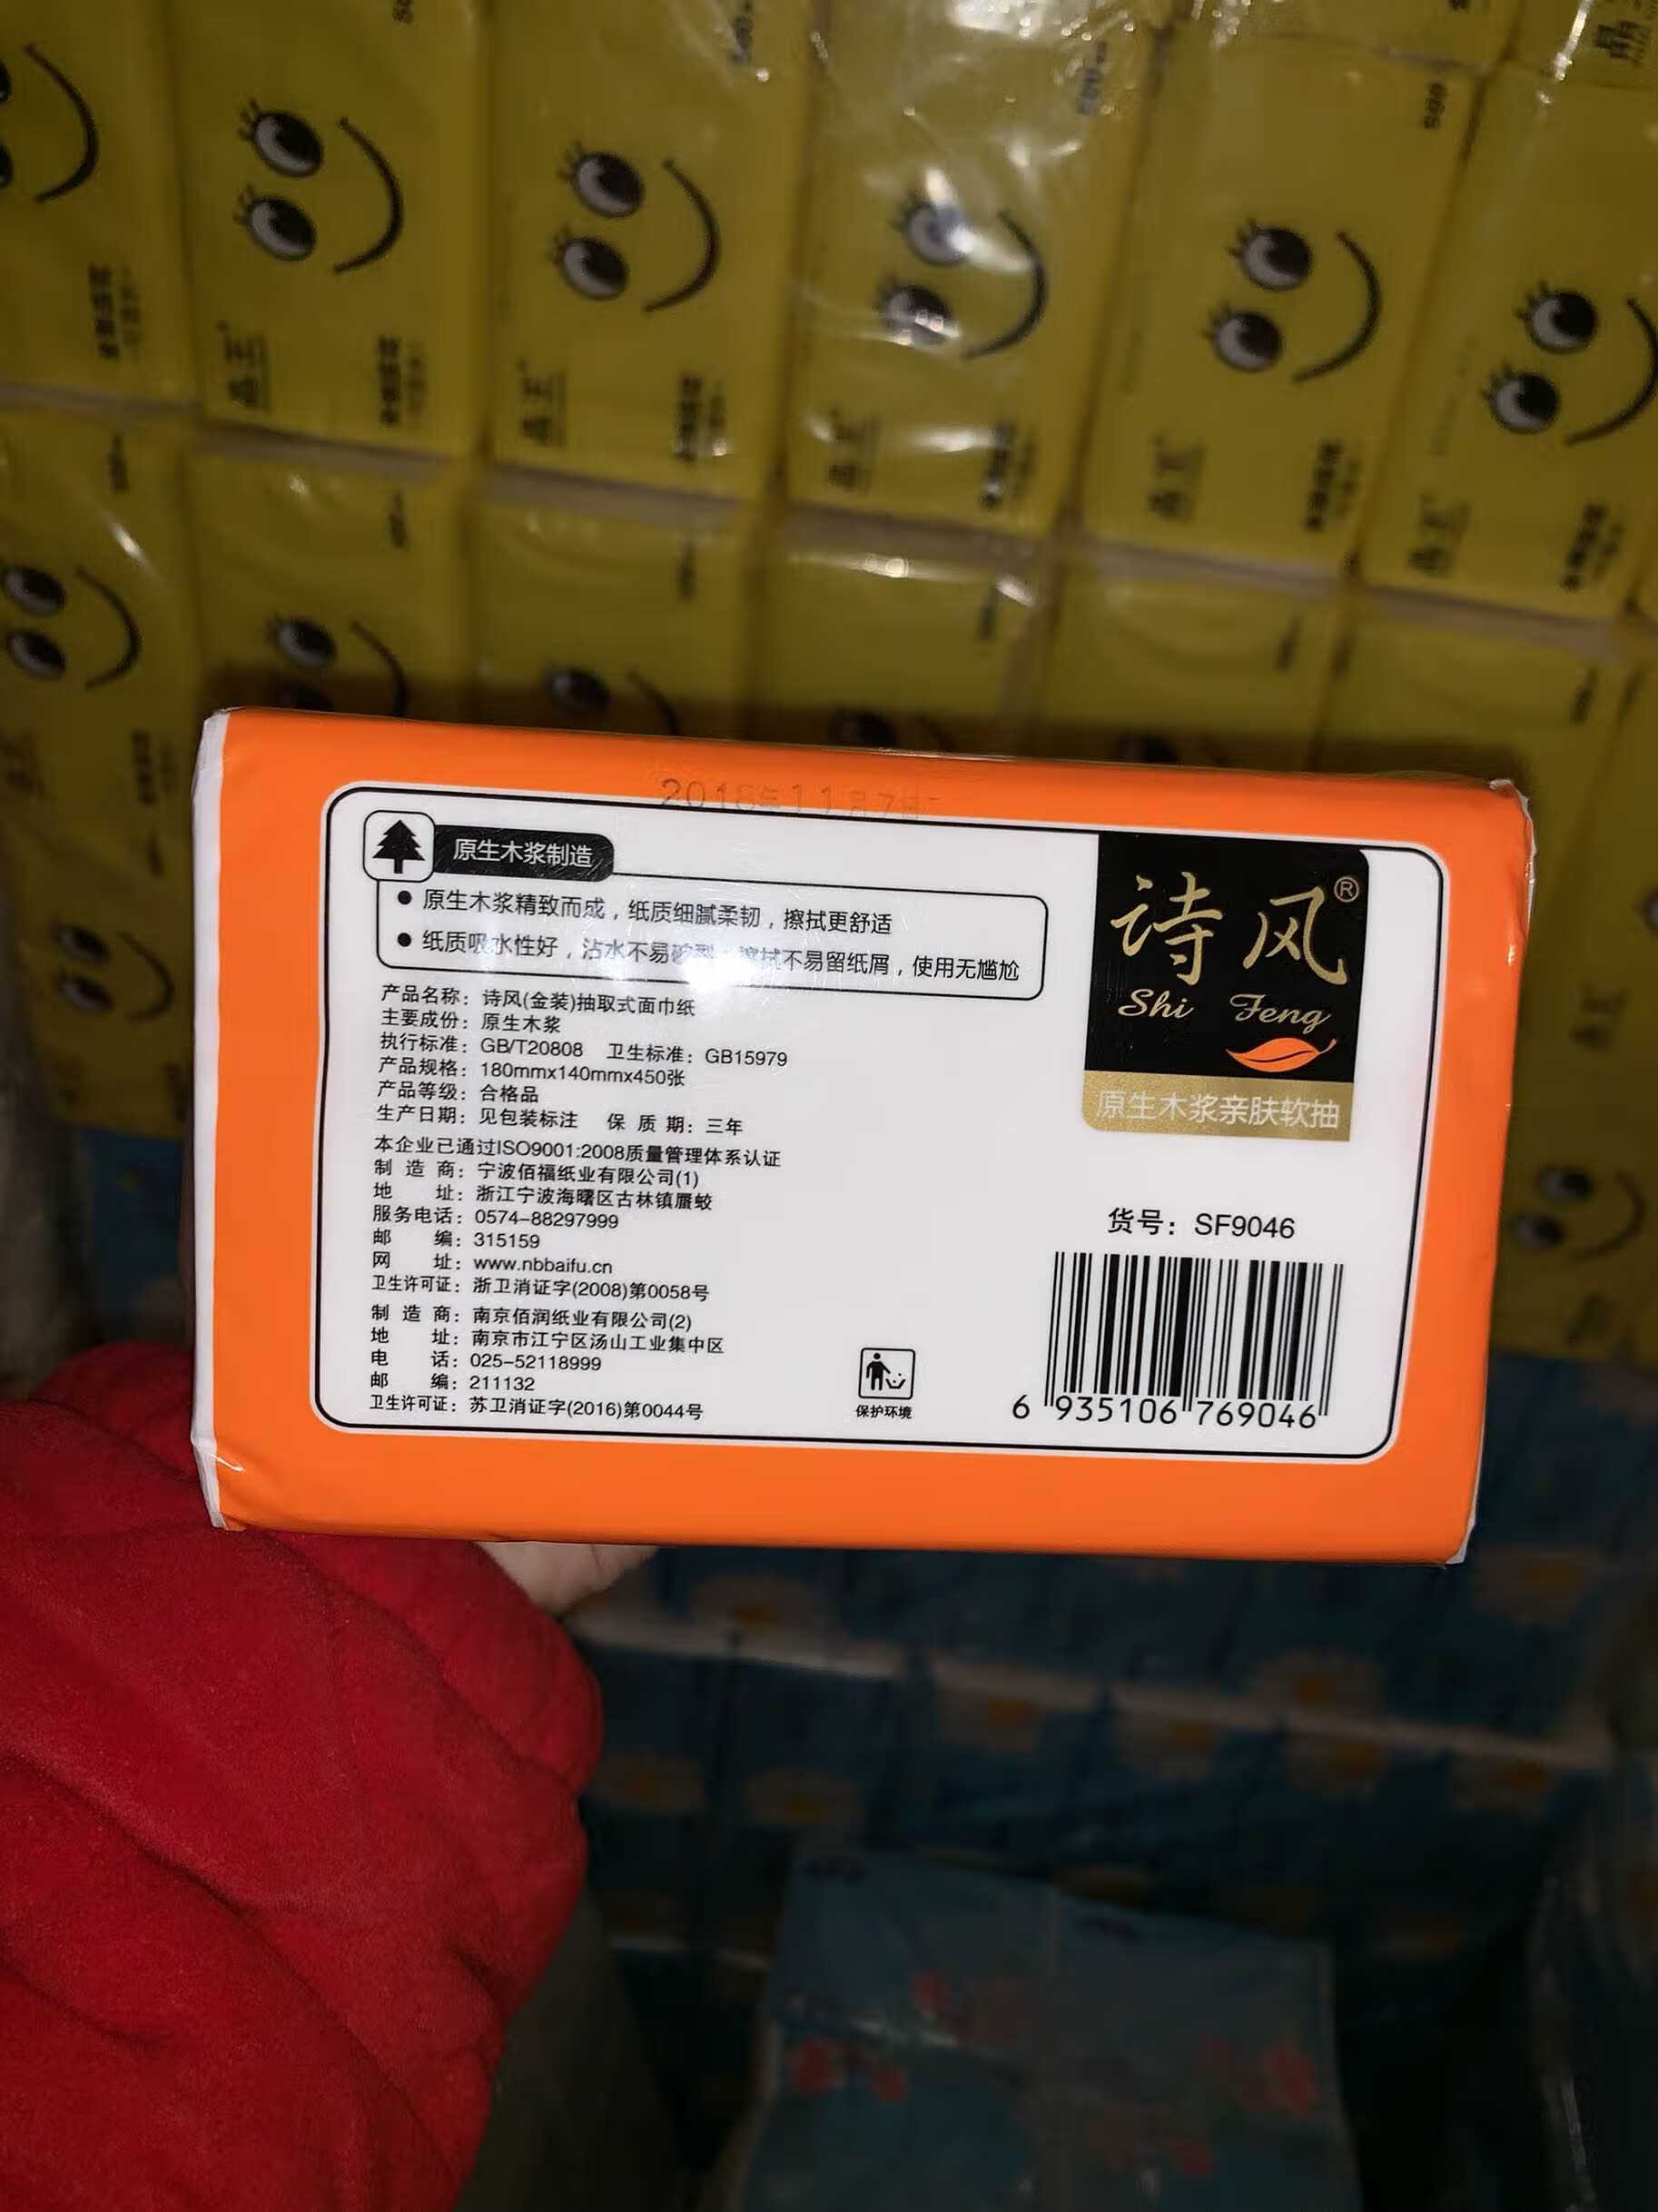 2018年11月7日
原生木浆制造
● 原生木浆精致而成，纸质细腻柔韧，擦拭更舒适
● 纸质吸水性好，沾水不易破裂 擦拭不易留纸屑，使用无尴尬
产品名称：诗风(金装)抽取式面巾纸
主要成份：原生木浆
执行标准：GB/T20808 卫生标准：GB15979
产品规格：180mmx140mmx450张
产品等级：合格品
生产日期：见包装标注 保质期：三年
本企业已通过ISO9001:2008质量管理体系认证
制造商：宁波佰福纸业有限公司(1)
地址：浙江宁波海曙区古林镇蜃蛟
服务电话：0574-88297999
邮编：315159
网址：www.nbbaifu.cn
卫生许可证：浙卫消证字(2008)第0058号
制造商：南京佰润纸业有限公司(2)
地址：南京市江宁区汤山工业集中区
电话：025-52118999
邮编：211132
卫生许可证：苏卫消证字(2016)第0044号
保护环境
诗风®
Shi Feng
原生木浆亲肤软抽
货号：SF9046
6 935106 769046